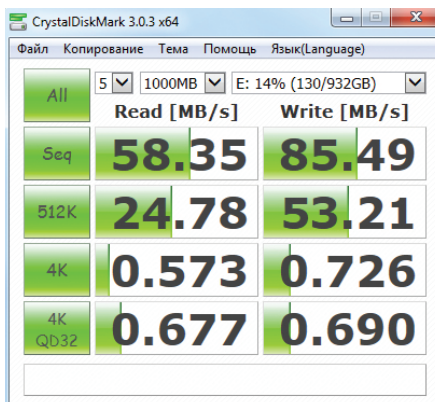 CrystalDiskMark 3.0.3 x64
Файл Копирование Тема Помощь Язык(Language)
All 5 1000MB E: 14% (130/932GB)
Read [MB/s] Write [MB/s]
Seq 58.35 85.49
512K 24.78 53.21
4K 0.573 0.726
4K QD32 0.677 0.690